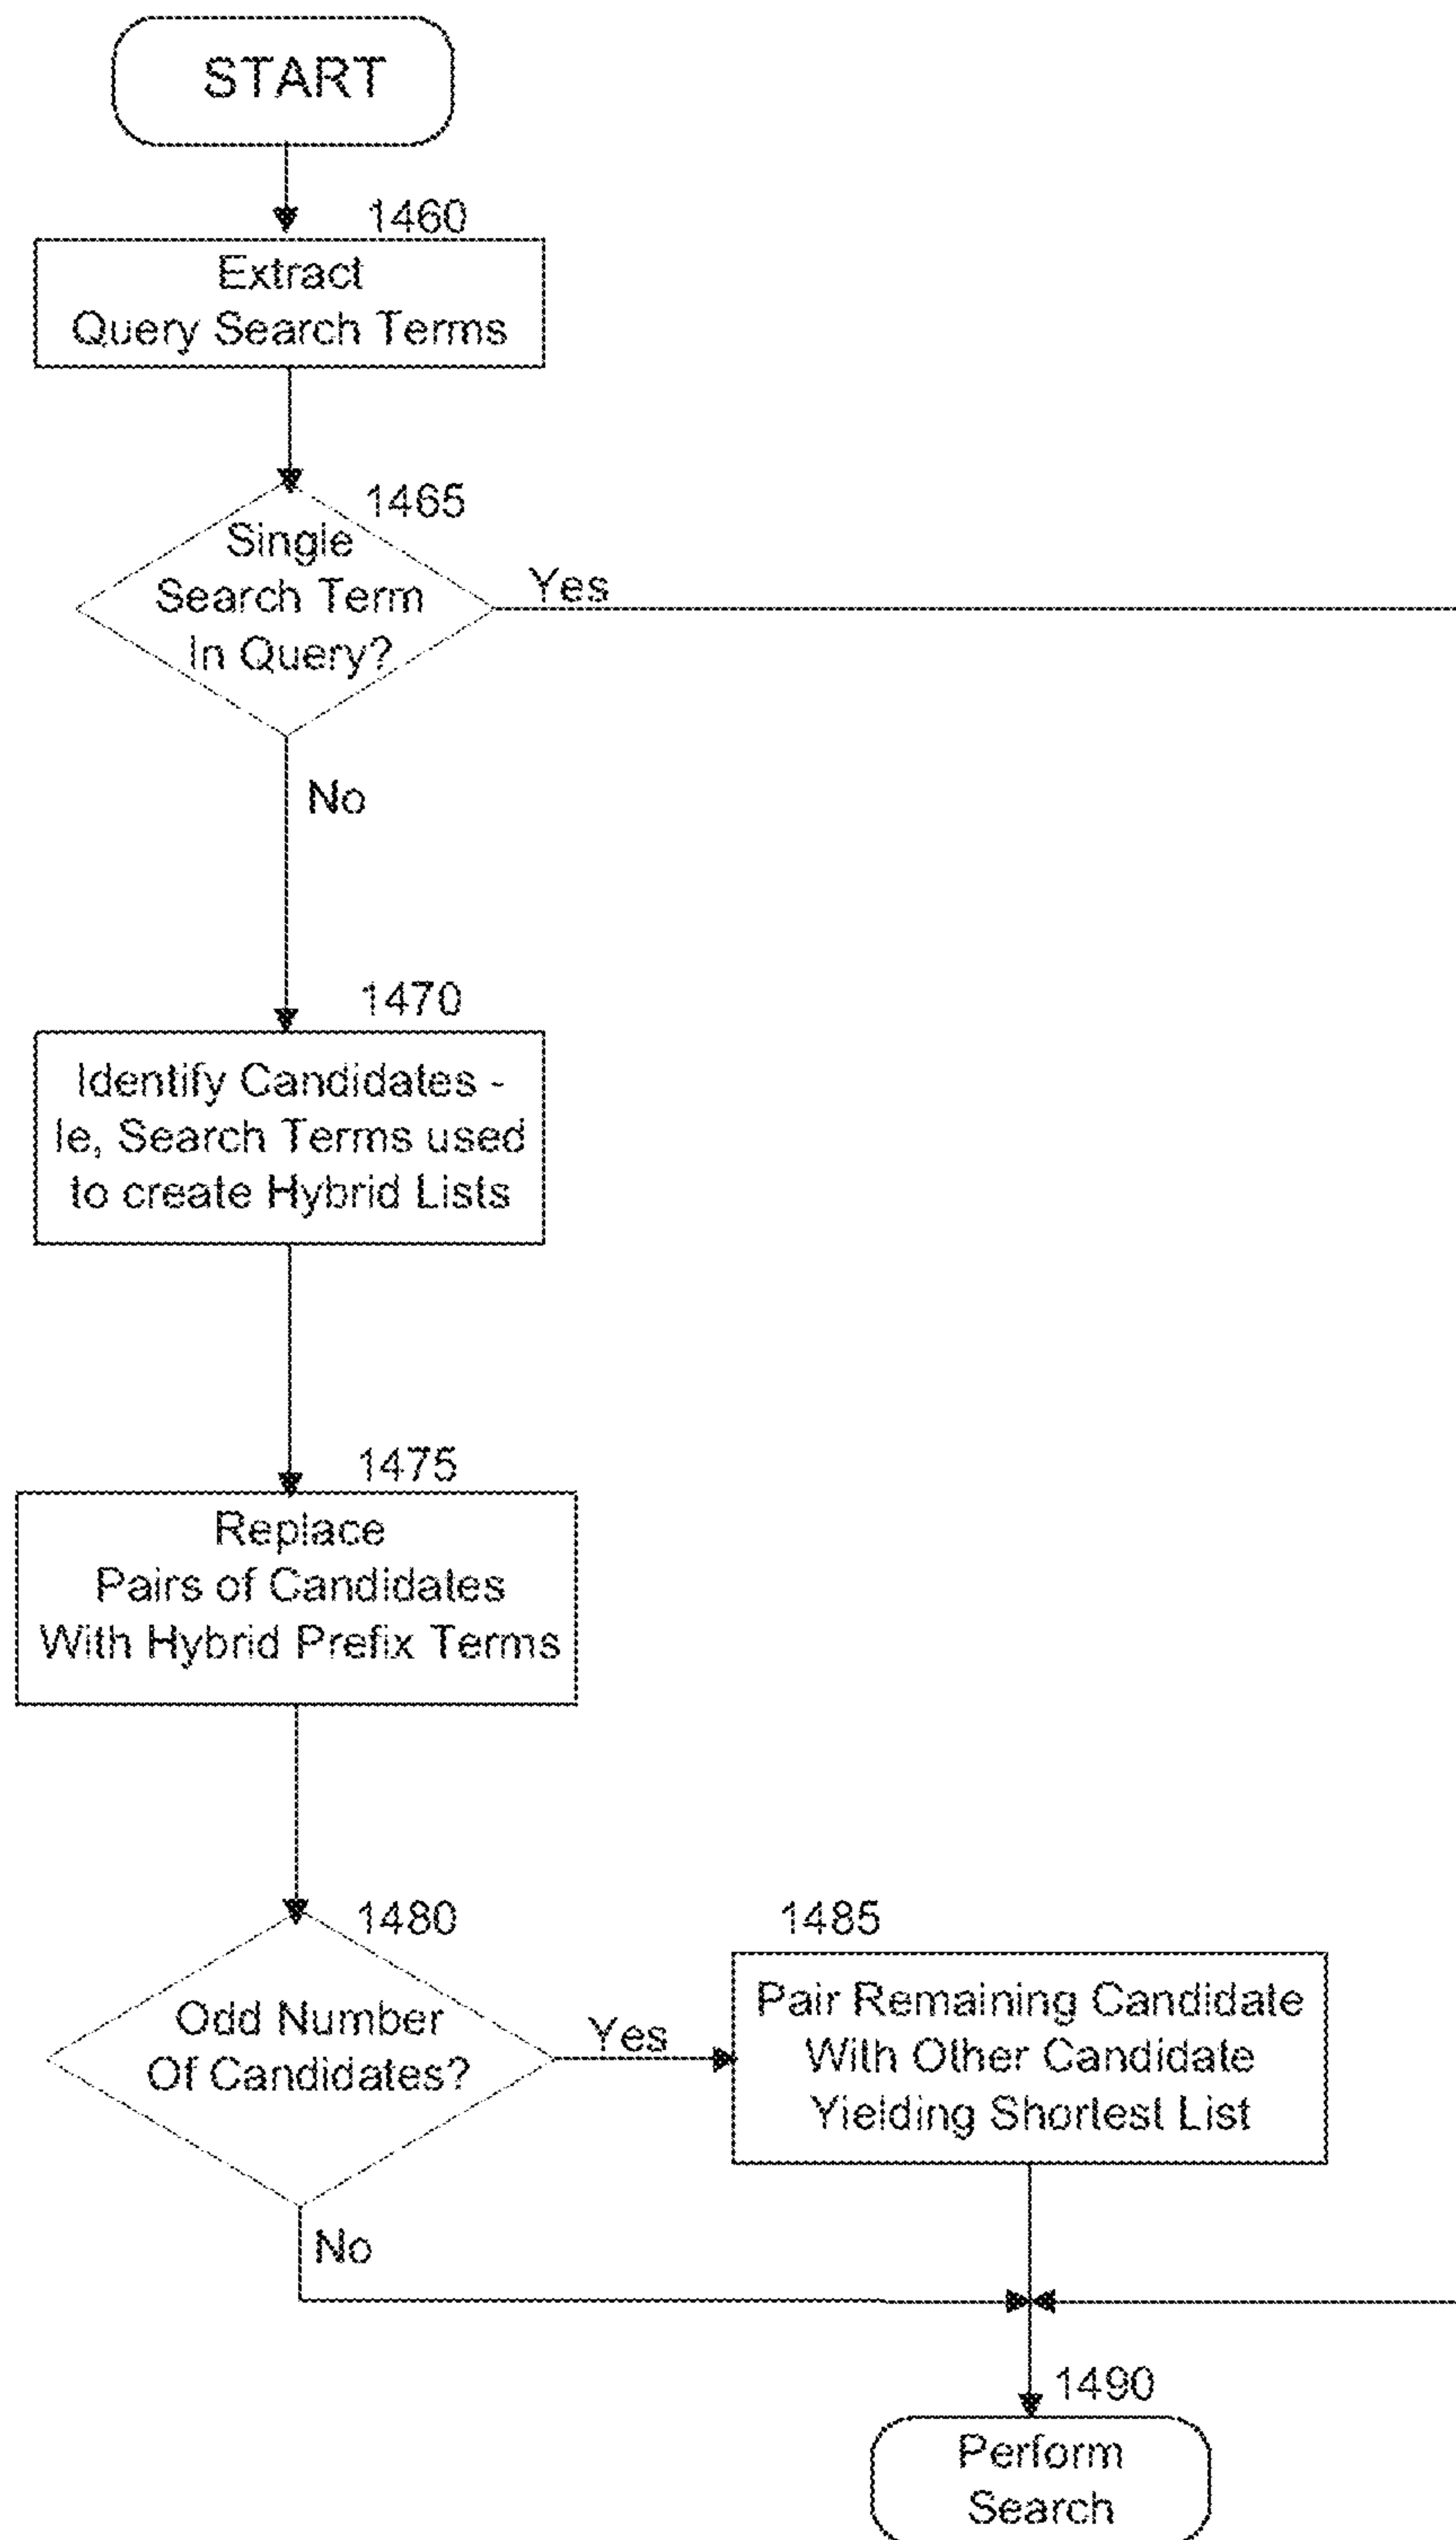 START
1460
Extract
Query Search Terms
1465
Single
Search Term
In Query?
Yes
No
1470
Identify Candidates -
Ie, Search Terms used
to create Hybrid Lists
1475
Replace
Pairs of Candidates
With Hybrid Prefix Terms
1480
Odd Number
Of Candidates?
Yes
1485
Pair Remaining Candidate
With Other Candidate
Yielding Shortest List
No
1490
Perform
Search